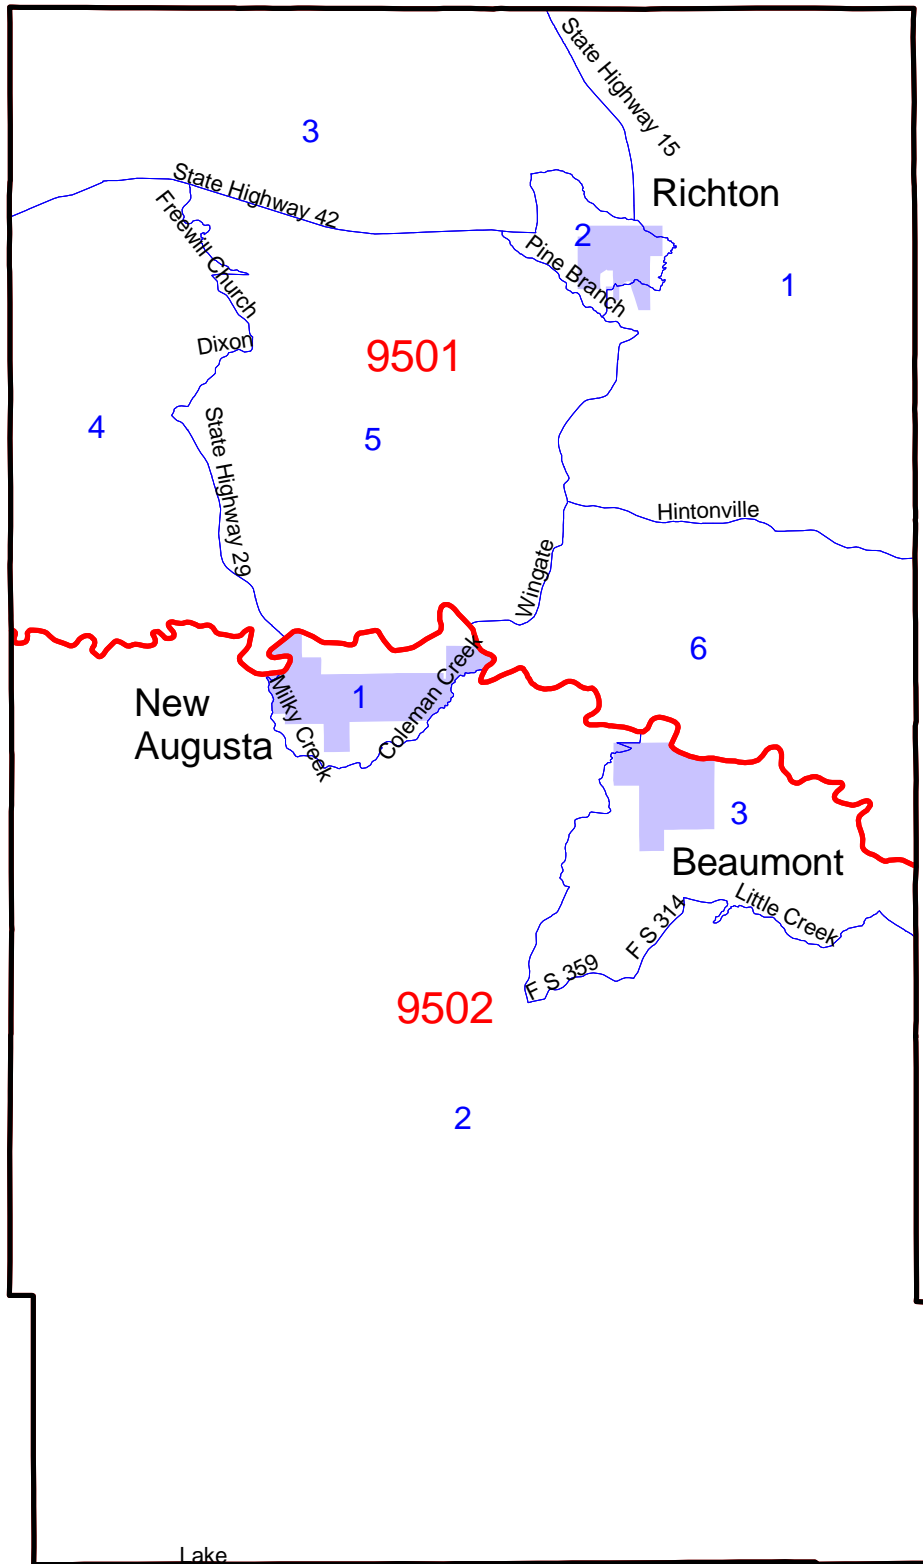 State Highway 15
3
State Highway 42
Richton
Freewill Church
2
Pine Branch
1
Dixon
9501
4
State Highway 29
5
Hintonville
Wingate
6
New
Augusta
Milky Creek
1
Coleman Creek
3
Beaumont
Little Creek
F S 314
F S 359
9502
2
Lake